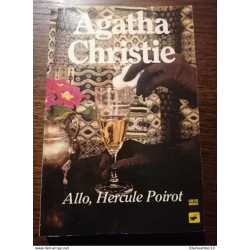 Agatha
Christie
Allo, Hercule Poirot